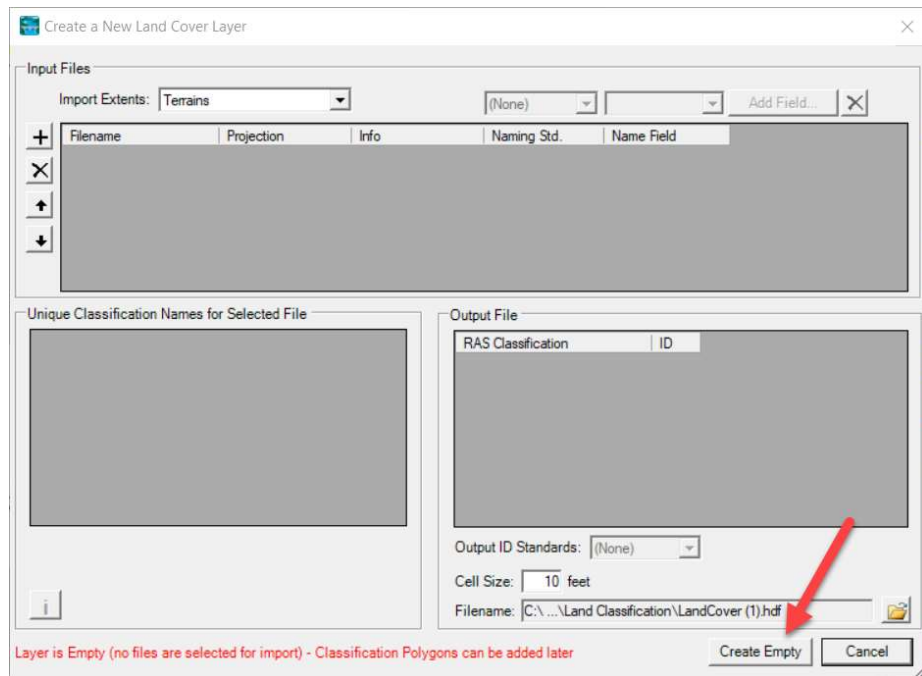 Create a New Land Cover Layer
Input Files
Import Extents: Terrains (None) Add Field...
Filename Projection Info Naming Std. Name Field
Unique Classification Names for Selected File
Output File
RAS Classification ID
Output ID Standards: (None)
Cell Size: 10 feet
i
Filename: C:\ ...\Land Classification\LandCover (1).hdf
Layer is Empty (no files are selected for import) - Classification Polygons can be added later
Create Empty Cancel